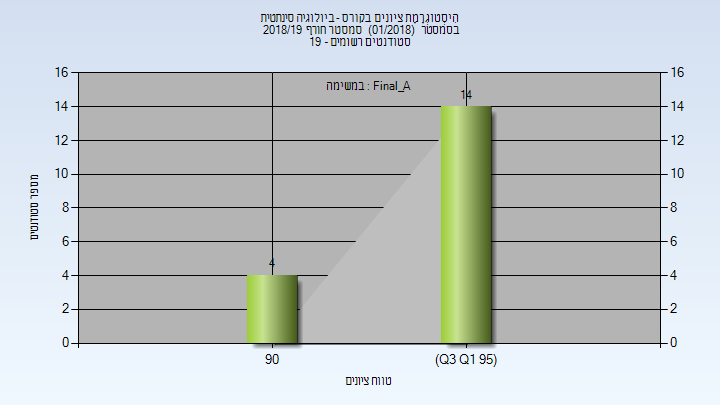 היסטוגרמת ציונים בקורס - ביולוגיה סינתטית
בסמסטר (01/2018) סמסטר חורף 2018/19
סטודנטים רשומים - 19
במשימה : Final_A
16 16
14 14 14
12 12
10 10
8 8
6 6
4 4 4
2 2
0 0
90 (Q3 Q1 95)
מספר סטודנטים
טווח ציונים